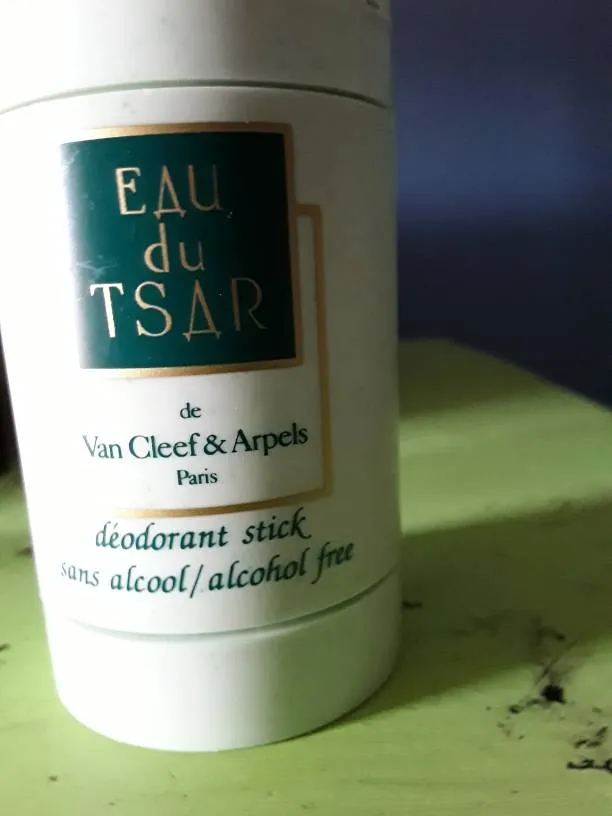 EAU
du
TSAR
de
Van Cleef & Arpels
Paris
déodorant stick
sans alcool/alcohol free